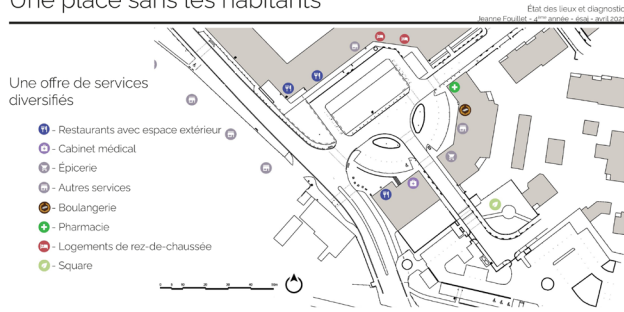 Une place sans les habitants
État des lieux et diagnostic
Jeanne Fouillet - 4ème année - esaj - avril 2021
Une offre de services
diversifiés
- Restaurants avec espace extérieur
- Cabinet médical
- Épicerie
- Autres services
- Boulangerie
- Pharmacie
- Logements de rez-de-chaussée
- Square